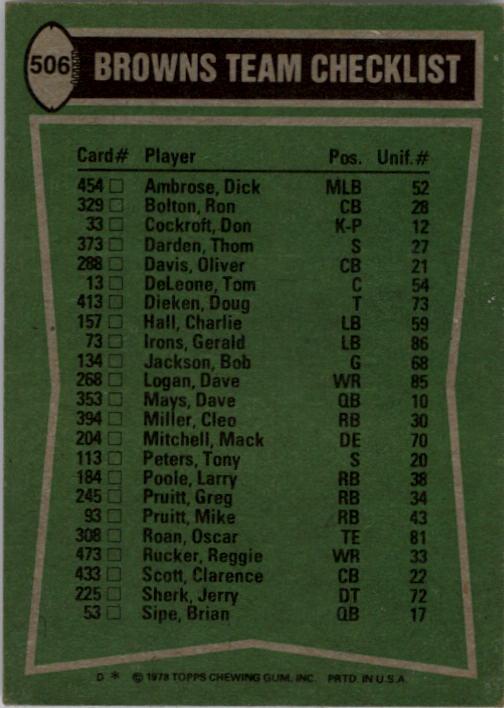 506 BROWNS TEAM CHECKLIST
Card# Player Pos. Unif.#
454 Ambrose, Dick MLB 52
329 Bolton, Ron CB 28
33 Cockroft, Don K-P 12
373 Darden, Thom S 27
288 Davis, Oliver CB 21
13 DeLeone, Tom C 54
413 Dieken, Doug T 73
157 Hall, Charlie LB 59
73 Irons, Gerald LB 86
134 Jackson, Bob G 68
268 Logan, Dave WR 85
353 Mays, Dave QB 10
394 Miller, Cleo RB 30
204 Mitchell, Mack DE 70
113 Peters, Tony S 20
184 Poole, Larry RB 38
245 Pruitt, Greg RB 34
93 Pruitt, Mike RB 43
308 Roan, Oscar TE 81
473 Rucker, Reggie WR 33
433 Scott, Clarence CB 22
225 Sherk, Jerry DT 72
53 Sipe, Brian QB 17
D * © 1978 TOPPS CHEWING GUM, INC. PRTD. IN U.S.A.